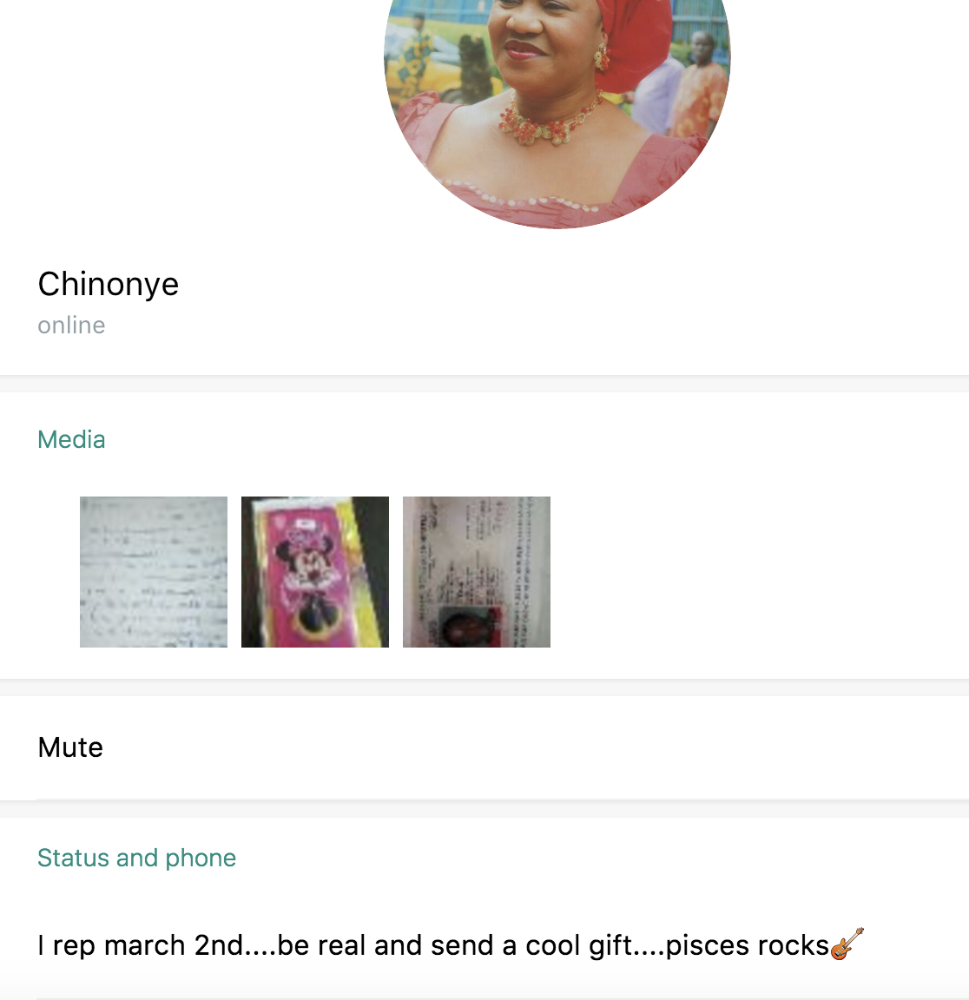 Chinonye
online
Media
Mute
Status and phone
I rep march 2nd....be real and send a cool gift....pisces rocks🎸